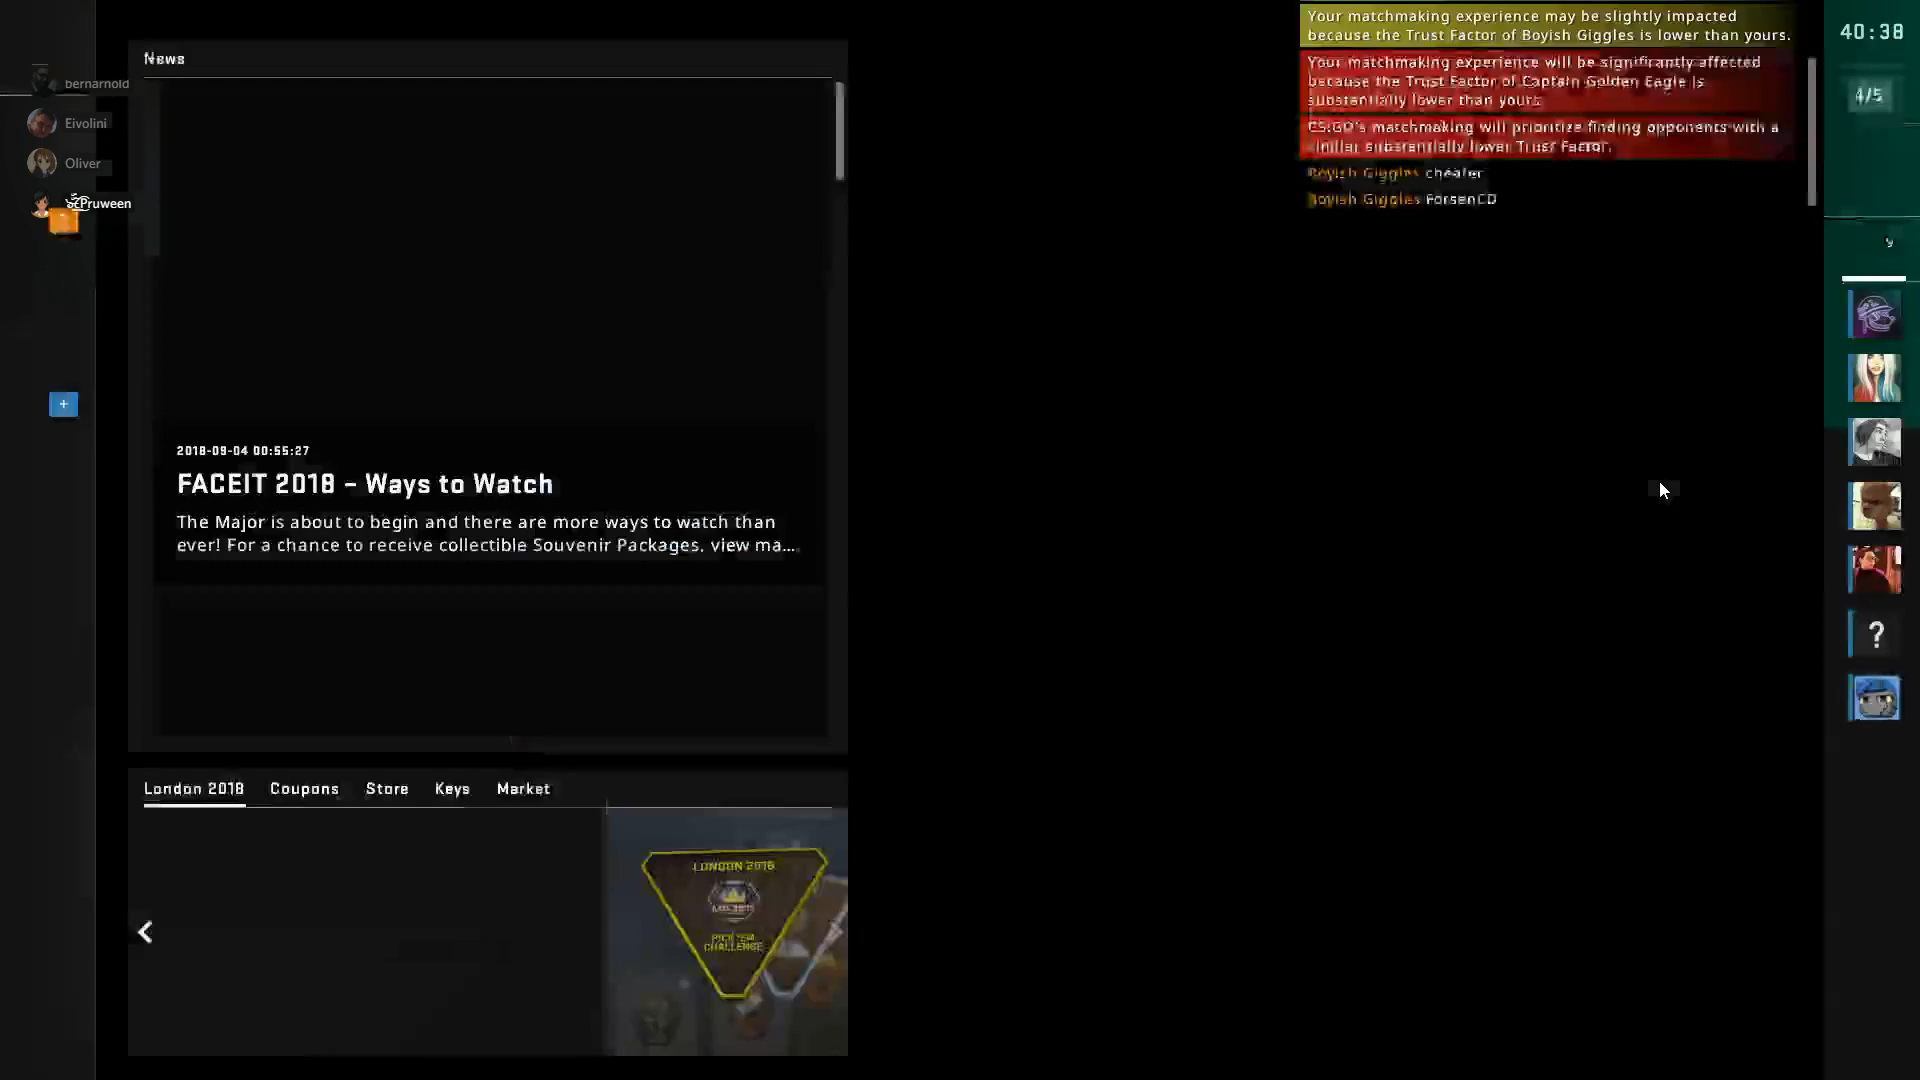 News
bernarnold
Eivolini
Oliver
Pruween
Your matchmaking experience may be slightly impacted
because the Trust Factor of Boyish Giggles is lower than yours.
Your matchmaking experience will be significantly affected
because the Trust Factor of Captain Golden Eagle is
substantially lower than yours.
CS:GO's matchmaking will prioritize finding opponents with a
similar substantially lower Trust Factor.
Boyish Giggles cheater
Boyish Giggles ForsenCD
40:38
4/5
+
?
2018-09-04 00:55:27
FACEIT 2018 – Ways to Watch
The Major is about to begin and there are more ways to watch than
ever! For a chance to receive collectible Souvenir Packages, view ma...
London 2018 Coupons Store Keys Market
LONDON 2018
PICK'EM
CHALLENGE